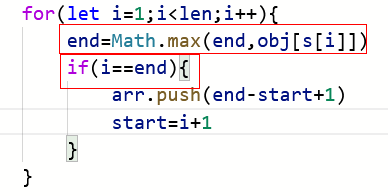 for(let i=1;i<len;i++){
end=Math.max(end,obj[s[i]])
if(i==end){
arr.push(end-start+1)
start=i+1
}
}